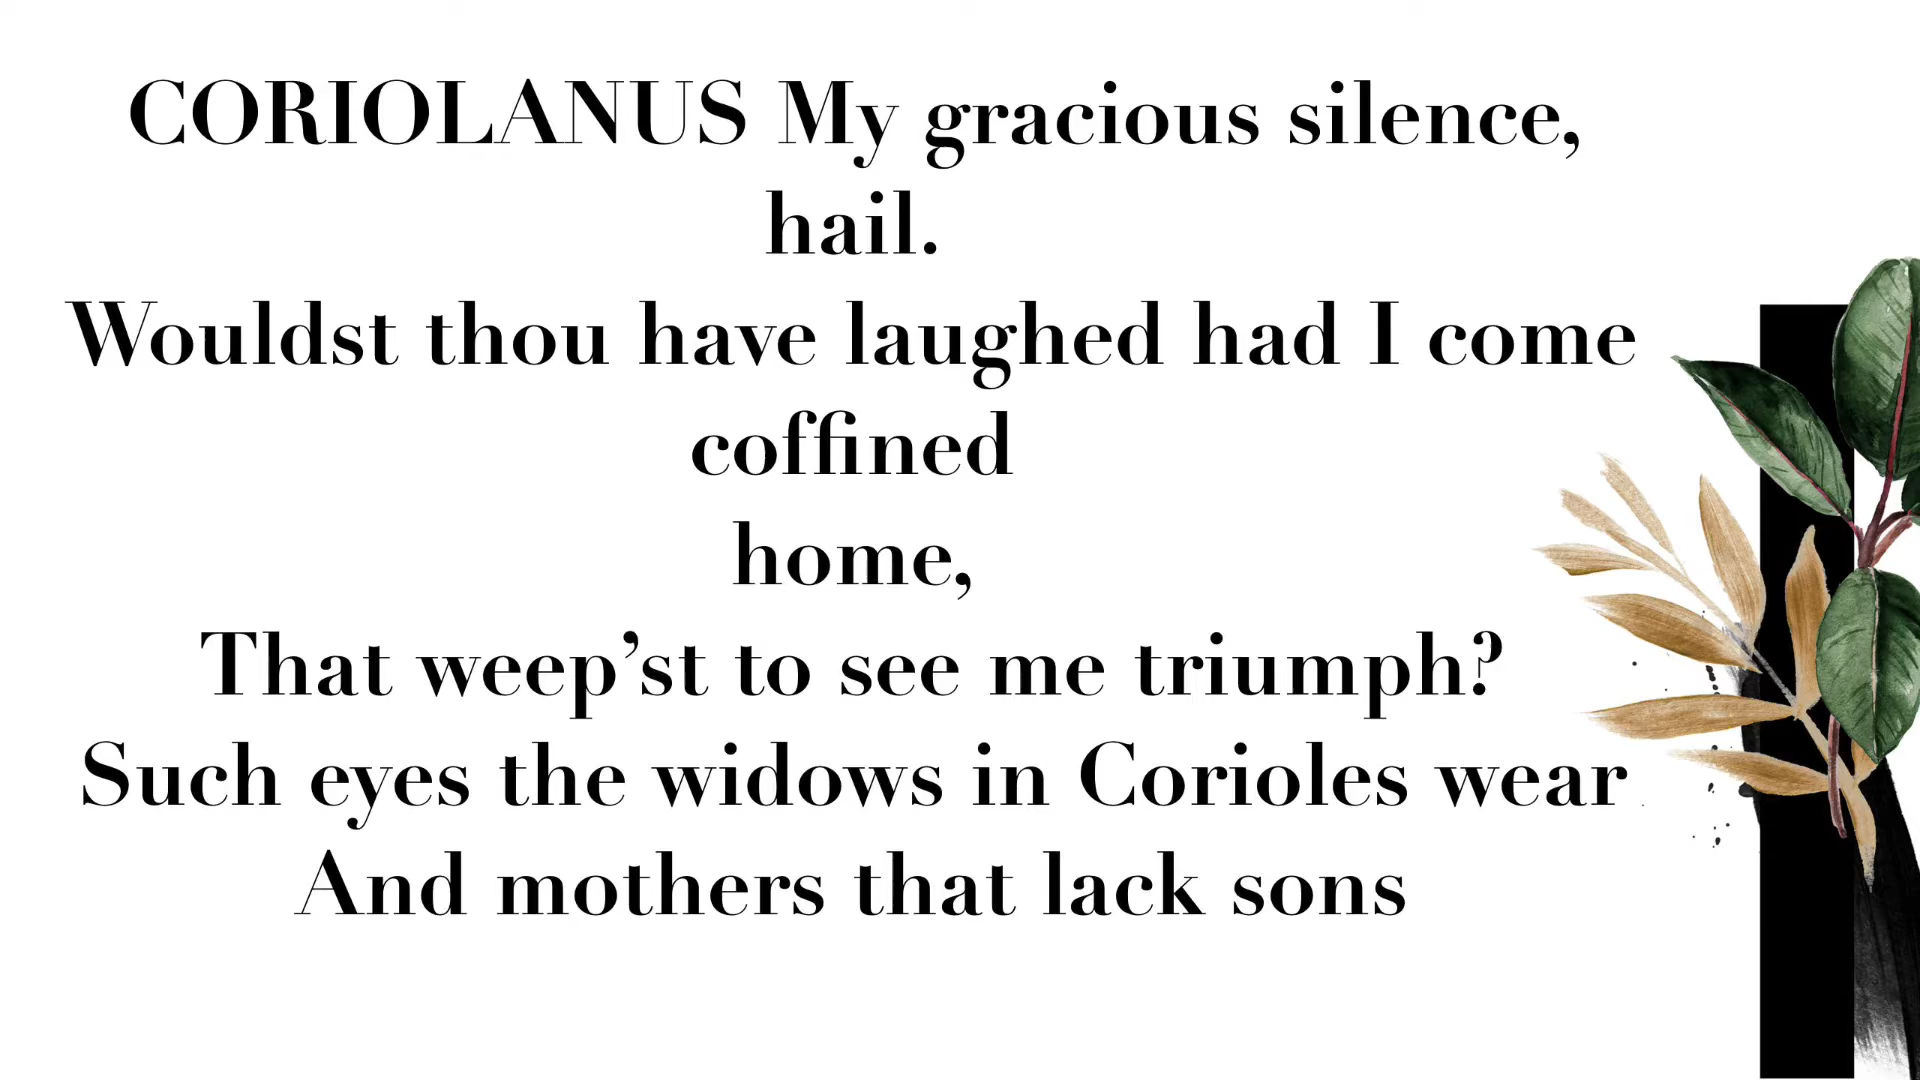 CORIOLANUS My gracious silence,
hail.
Wouldst thou have laughed had I come
coffined
home,
That weep’st to see me triumph?
Such eyes the widows in Corioles wear
And mothers that lack sons